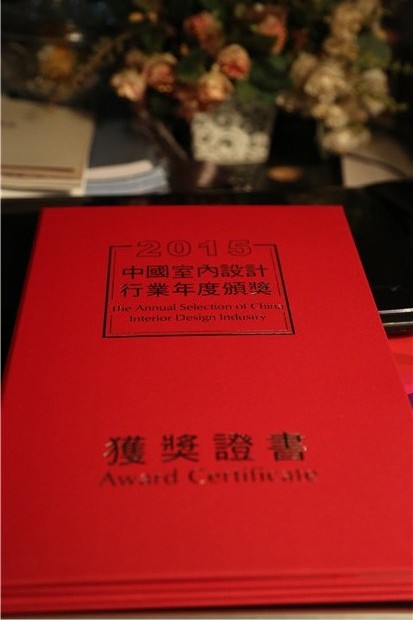 2015
中國室內設計
行業年度頒獎
The Annual Selection of China
Interior Design Industry
獲獎證書
Award Certificate